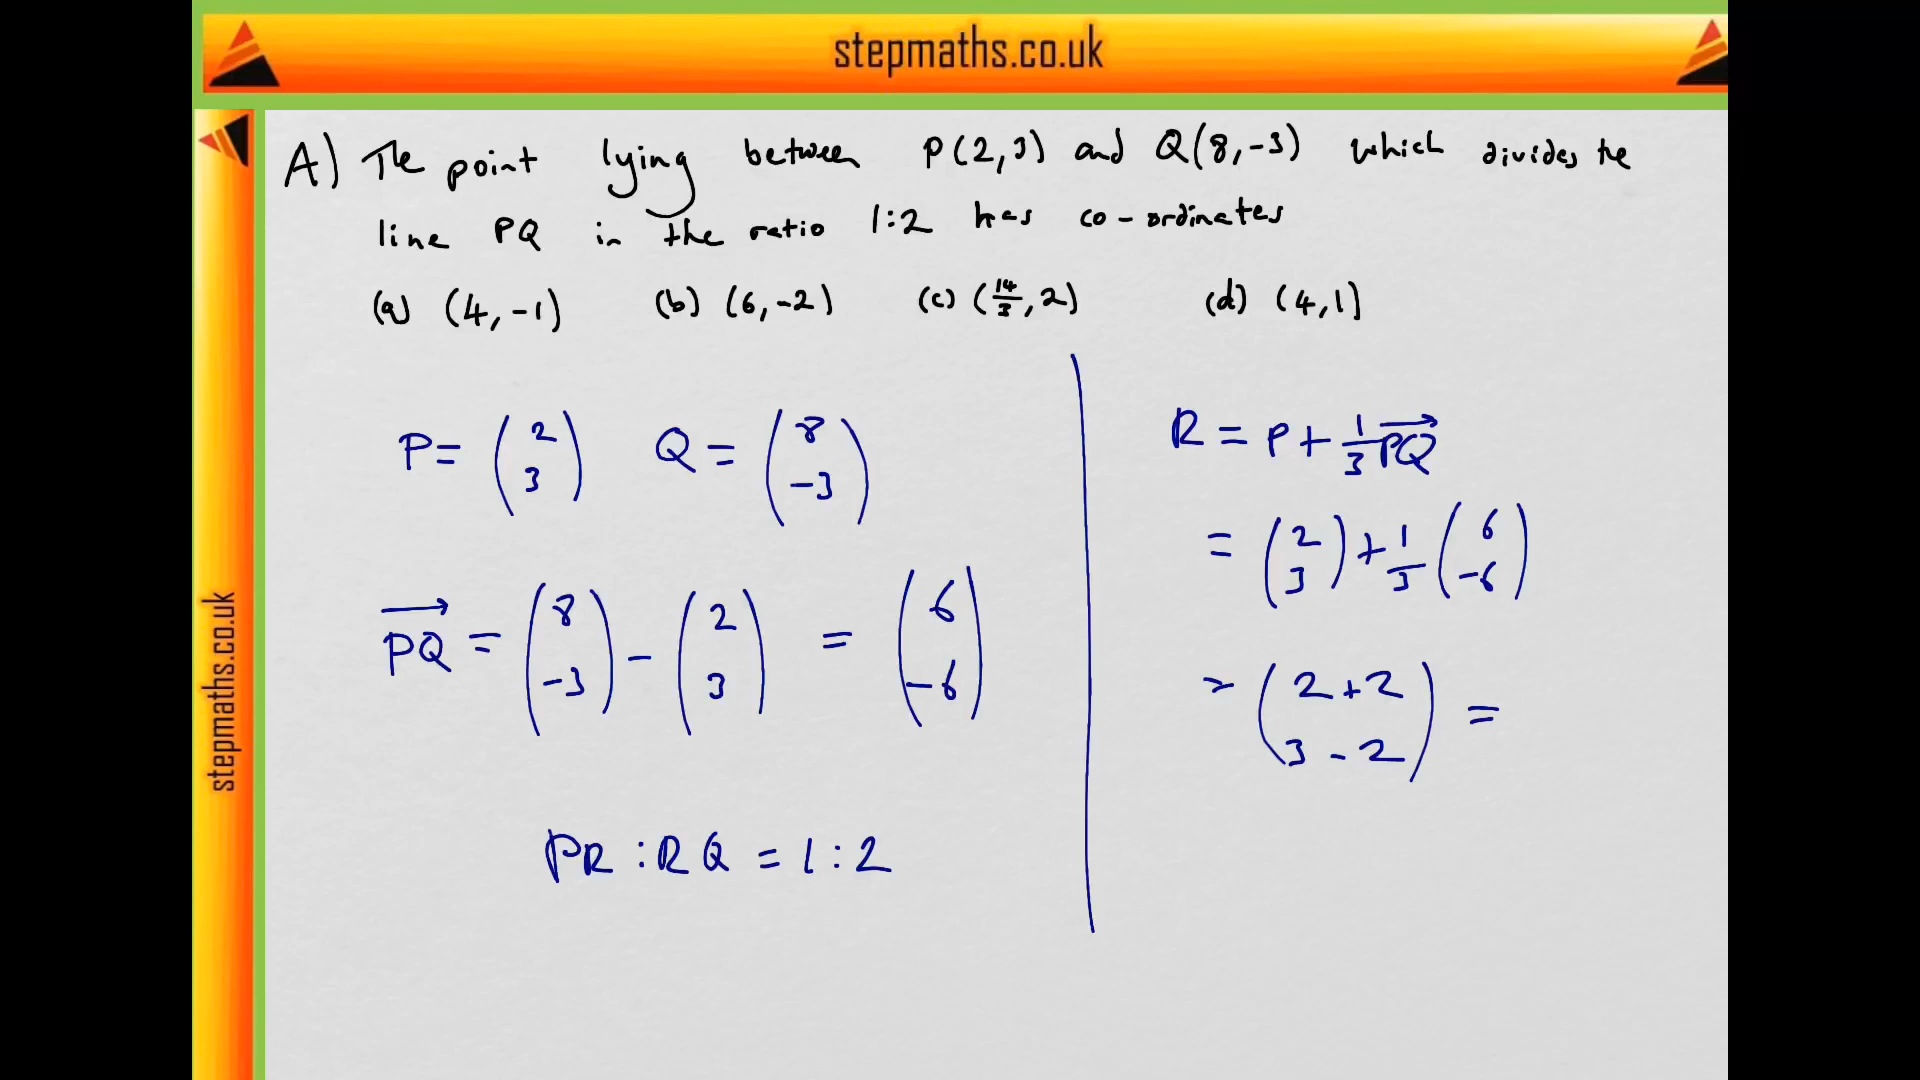 stepmaths.co.uk
stepmaths.co.uk
A) The point lying between P(2,3) and Q(8,-3) which divides the
line PQ in the ratio 1:2 has co-ordinates
(a) (4,-1) (b) (6,-2) (c) (14/3, 2) (d) (4,1)
P= (2 3) Q = (8 -3)
PQ = (8 -3) - (2 3) = (6 -6)
PR : RQ = 1:2
R = P + 1/3 PQ
= (2 3) + 1/3 (6 -6)
= (2+2 3-2) =